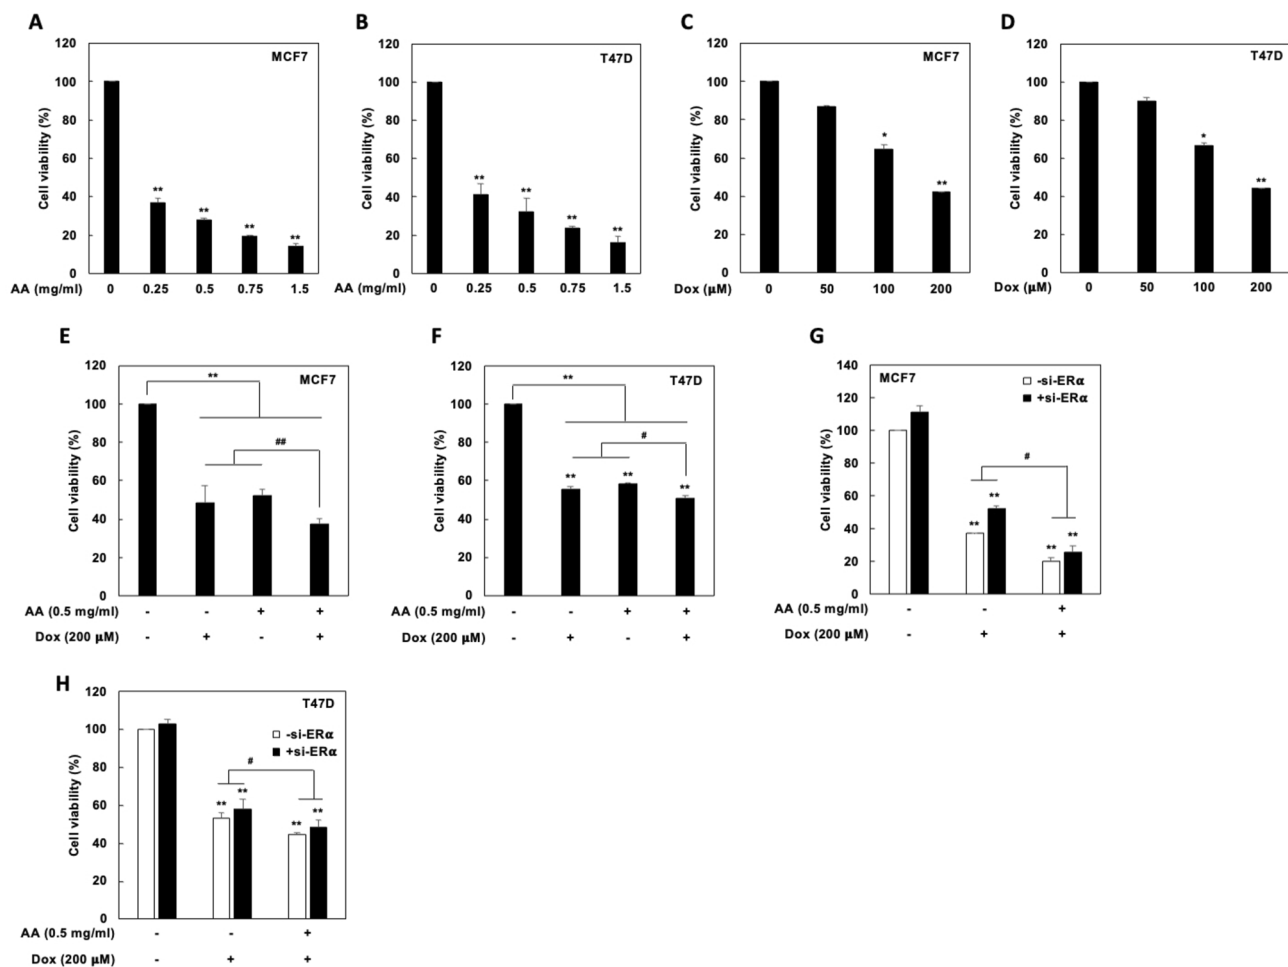 A
B
C
D
MCF7
T47D
MCF7
T47D
Cell viability (%)
120
100
80
60
40
20
0
** ** ** **
AA (mg/ml) 0 0.25 0.5 0.75 1.5
Cell viability (%)
120
100
80
60
40
20
0
** ** ** **
AA (mg/ml) 0 0.25 0.5 0.75 1.5
Cell viability (%)
120
100
80
60
40
20
0
* **
Dox (μM) 0 50 100 200
Cell viability (%)
120
100
80
60
40
20
0
* **
Dox (μM) 0 50 100 200
E
MCF7
Cell viability (%)
120
100
80
60
40
20
0
**
##
AA (0.5 mg/ml) - - + +
Dox (200 μM) - + - +
F
T47D
Cell viability (%)
120
100
80
60
40
20
0
**
#
** ** **
AA (0.5 mg/ml) - - + +
Dox (200 μM) - + - +
G
MCF7
-si-ERα
+si-ERα
Cell viability (%)
140
120
100
80
60
40
20
0
#
** ** ** **
AA (0.5 mg/ml) - - +
Dox (200 μM) - + +
H
T47D
-si-ERα
+si-ERα
Cell viability (%)
120
100
80
60
40
20
0
#
** ** ** **
AA (0.5 mg/ml) - - +
Dox (200 μM) - + +